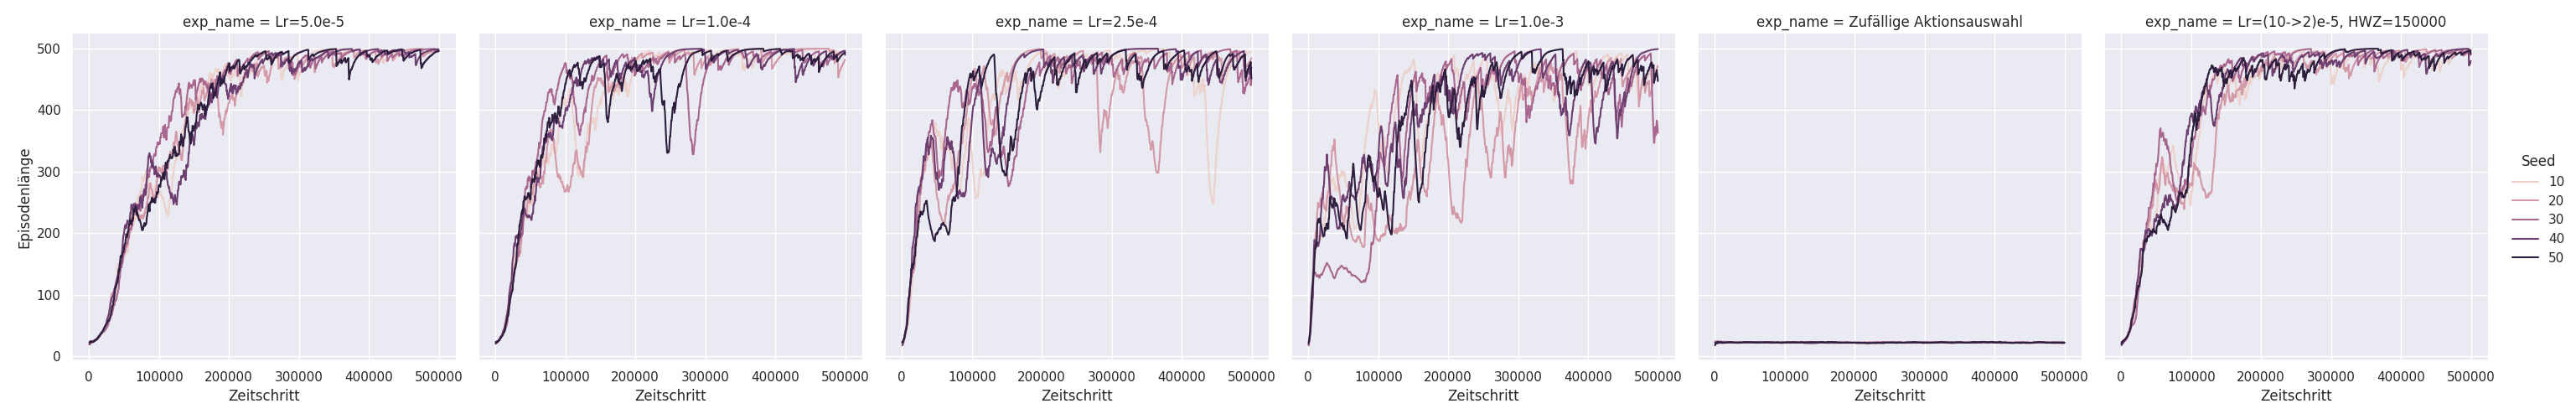 exp_name = Lr=5.0e-5
exp_name = Lr=1.0e-4
exp_name = Lr=2.5e-4
exp_name = Lr=1.0e-3
exp_name = Zufällige Aktionsauswahl
exp_name = Lr=(10->2)e-5, HWZ=150000
Episodenlänge
500
400
300
200
100
0
0 100000 200000 300000 400000 500000
Zeitschritt
0 100000 200000 300000 400000 500000
Zeitschritt
0 100000 200000 300000 400000 500000
Zeitschritt
0 100000 200000 300000 400000 500000
Zeitschritt
0 100000 200000 300000 400000 500000
Zeitschritt
0 100000 200000 300000 400000 500000
Zeitschritt
Seed
10
20
30
40
50